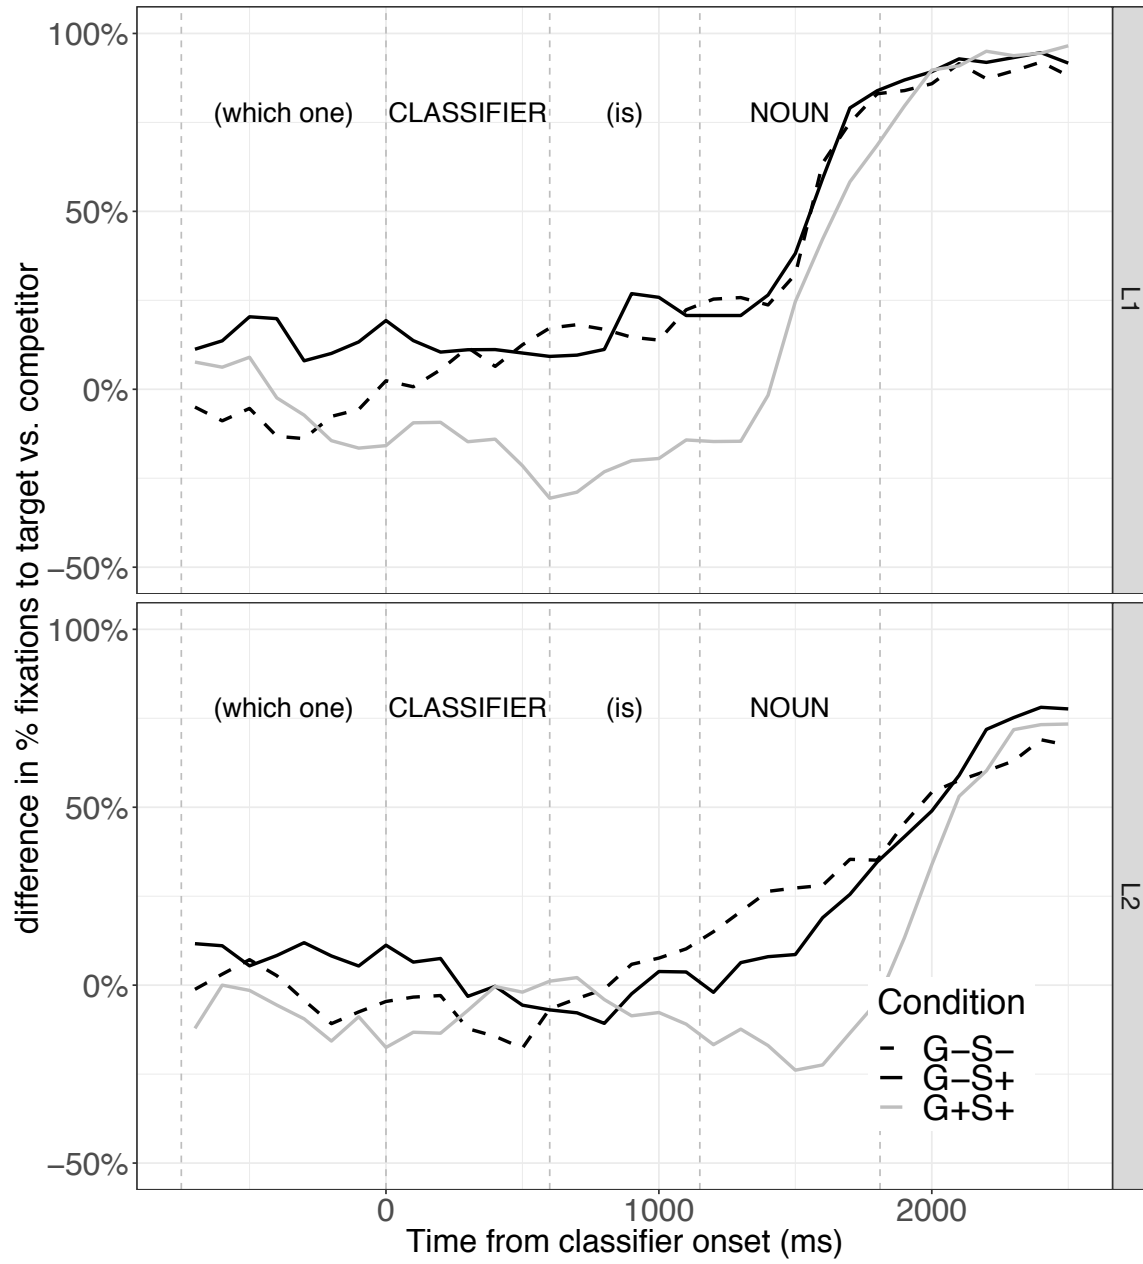 difference in % fixations to target vs. competitor
100%
50%
0%
−50%
(which one) CLASSIFIER (is) NOUN
L1
100%
50%
0%
−50%
(which one) CLASSIFIER (is) NOUN
L2
Condition
G−S−
G−S+
G+S+
0 1000 2000
Time from classifier onset (ms)